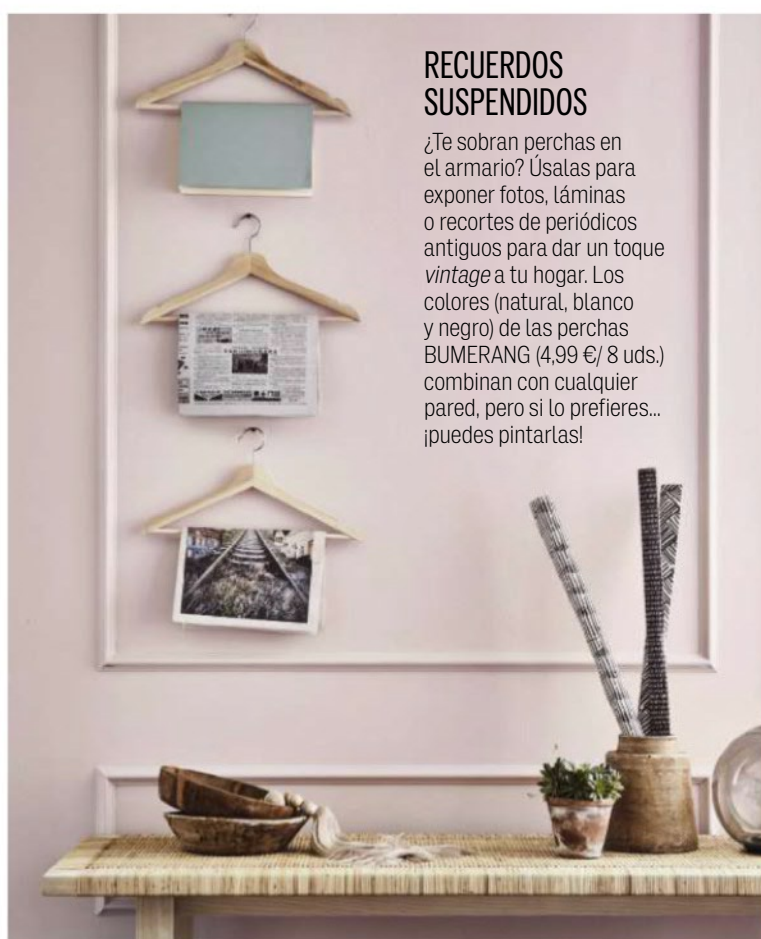 RECUERDOS
SUSPENDIDOS
¿Te sobran perchas en
el armario? Úsalas para
exponer fotos, láminas
o recortes de periódicos
antiguos para dar un toque
vintage a tu hogar. Los
colores (natural, blanco
y negro) de las perchas
BUMERANG (4,99 €/ 8 uds.)
combinan con cualquier
pared, pero si lo prefieres...
¡puedes pintarlas!